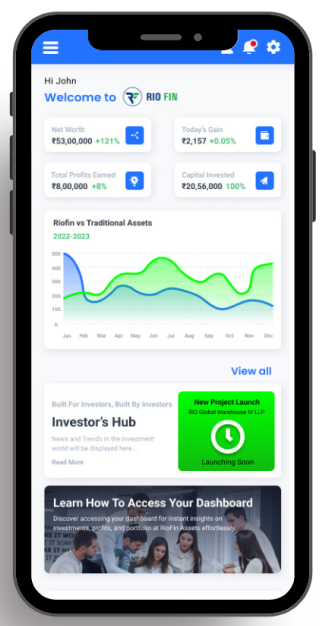 Hi John
Welcome to RIO FIN
Net Worth
₹53,00,000 +121%
Today's Gain
₹2,157 +0.05%
Total Profits Earned
₹8,00,000 +8%
Capital Invested
₹20,56,000 100%
Riofin vs Traditional Assets
2022-2023
500
400
300
200
100
0
Jan Feb Mar Apr May Jun Jul Aug Sep Oct Nov Dec
View all
Built For Investors, Built By Investors
Investor's Hub
News and Trends in the investment
world will be displayed here...
Read More
New Project Launch
RIO Global Warehouse IV LLP
Launching Soon
Learn How To Access Your Dashboard
Discover accessing your dashboard for instant insights on
investments, profits, and portfolio at RioFin Assets effortlessly.